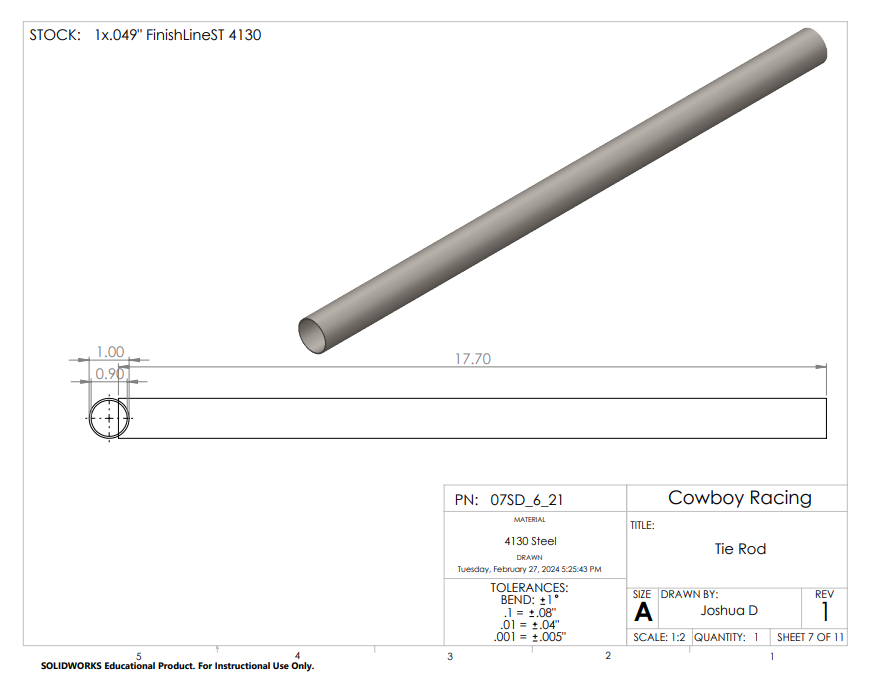 STOCK: 1x.049" FinishLineST 4130
1.00
17.70
0.90
PN: 07SD_6_21
Cowboy Racing
MATERIAL
4130 Steel
DRAWN
Tuesday, February 27, 2024 5:25:43 PM
TITLE:
Tie Rod
TOLERANCES:
BEND: ±1°
.1 = ±.08"
.01 = ±.04"
.001 = ±.005"
SIZE
A
DRAWN BY:
Joshua D
REV
1
SCALE: 1:2 QUANTITY: 1 SHEET 7 OF 11
5 4 3 2 1
SOLIDWORKS Educational Product. For Instructional Use Only.